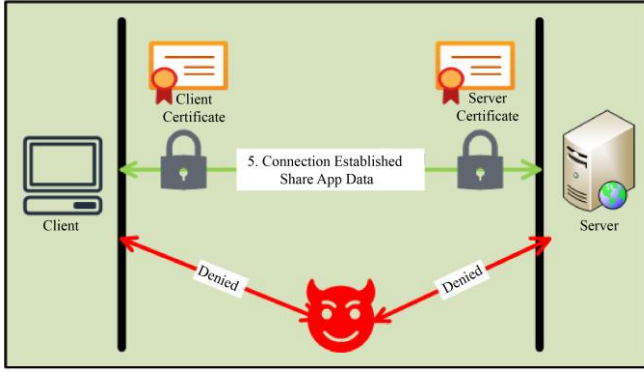 Client
Certificate
Server
Certificate
5. Connection Established
Share App Data
Client
Server
Denied
Denied